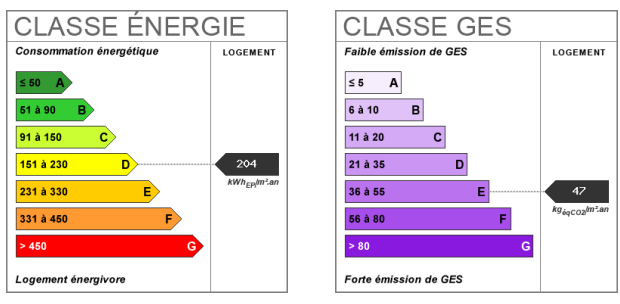 CLASSE ÉNERGIE
Consommation énergétique
LOGEMENT
≤ 50 A
51 à 90 B
91 à 150 C
151 à 230 D
204
kWhEP/m².an
231 à 330 E
331 à 450 F
> 450 G
Logement énergivore
CLASSE GES
Faible émission de GES
LOGEMENT
≤ 5 A
6 à 10 B
11 à 20 C
21 à 35 D
36 à 55 E
47
kgéqCO2/m².an
56 à 80 F
> 80 G
Forte émission de GES